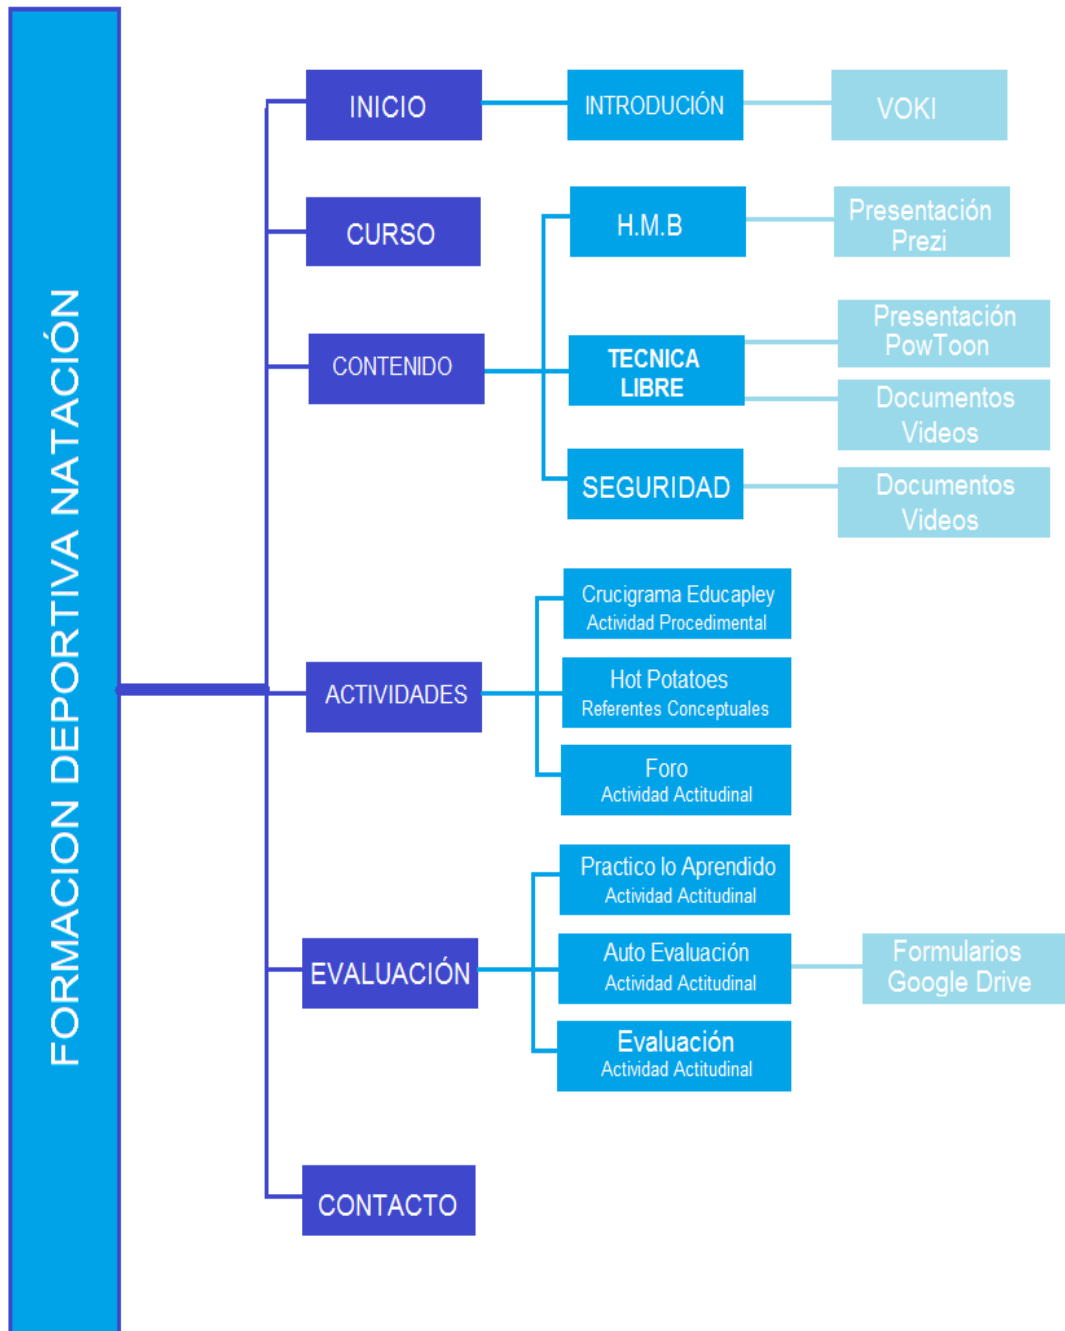 FORMACION DEPORTIVA NATACIÓN
INICIO
INTRODUCIÓN
VOKI
CURSO
CONTENIDO
H.M.B
Presentación
Prezi
TECNICA
LIBRE
Presentación
PowToon
Documentos
Videos
SEGURIDAD
Documentos
Videos
ACTIVIDADES
Crucigrama Educapley
Actividad Procedimental
Hot Potatoes
Referentes Conceptuales
Foro
Actividad Actitudinal
EVALUACIÓN
Practico lo Aprendido
Actividad Actitudinal
Auto Evaluación
Actividad Actitudinal
Formularios
Google Drive
Evaluación
Actividad Actitudinal
CONTACTO